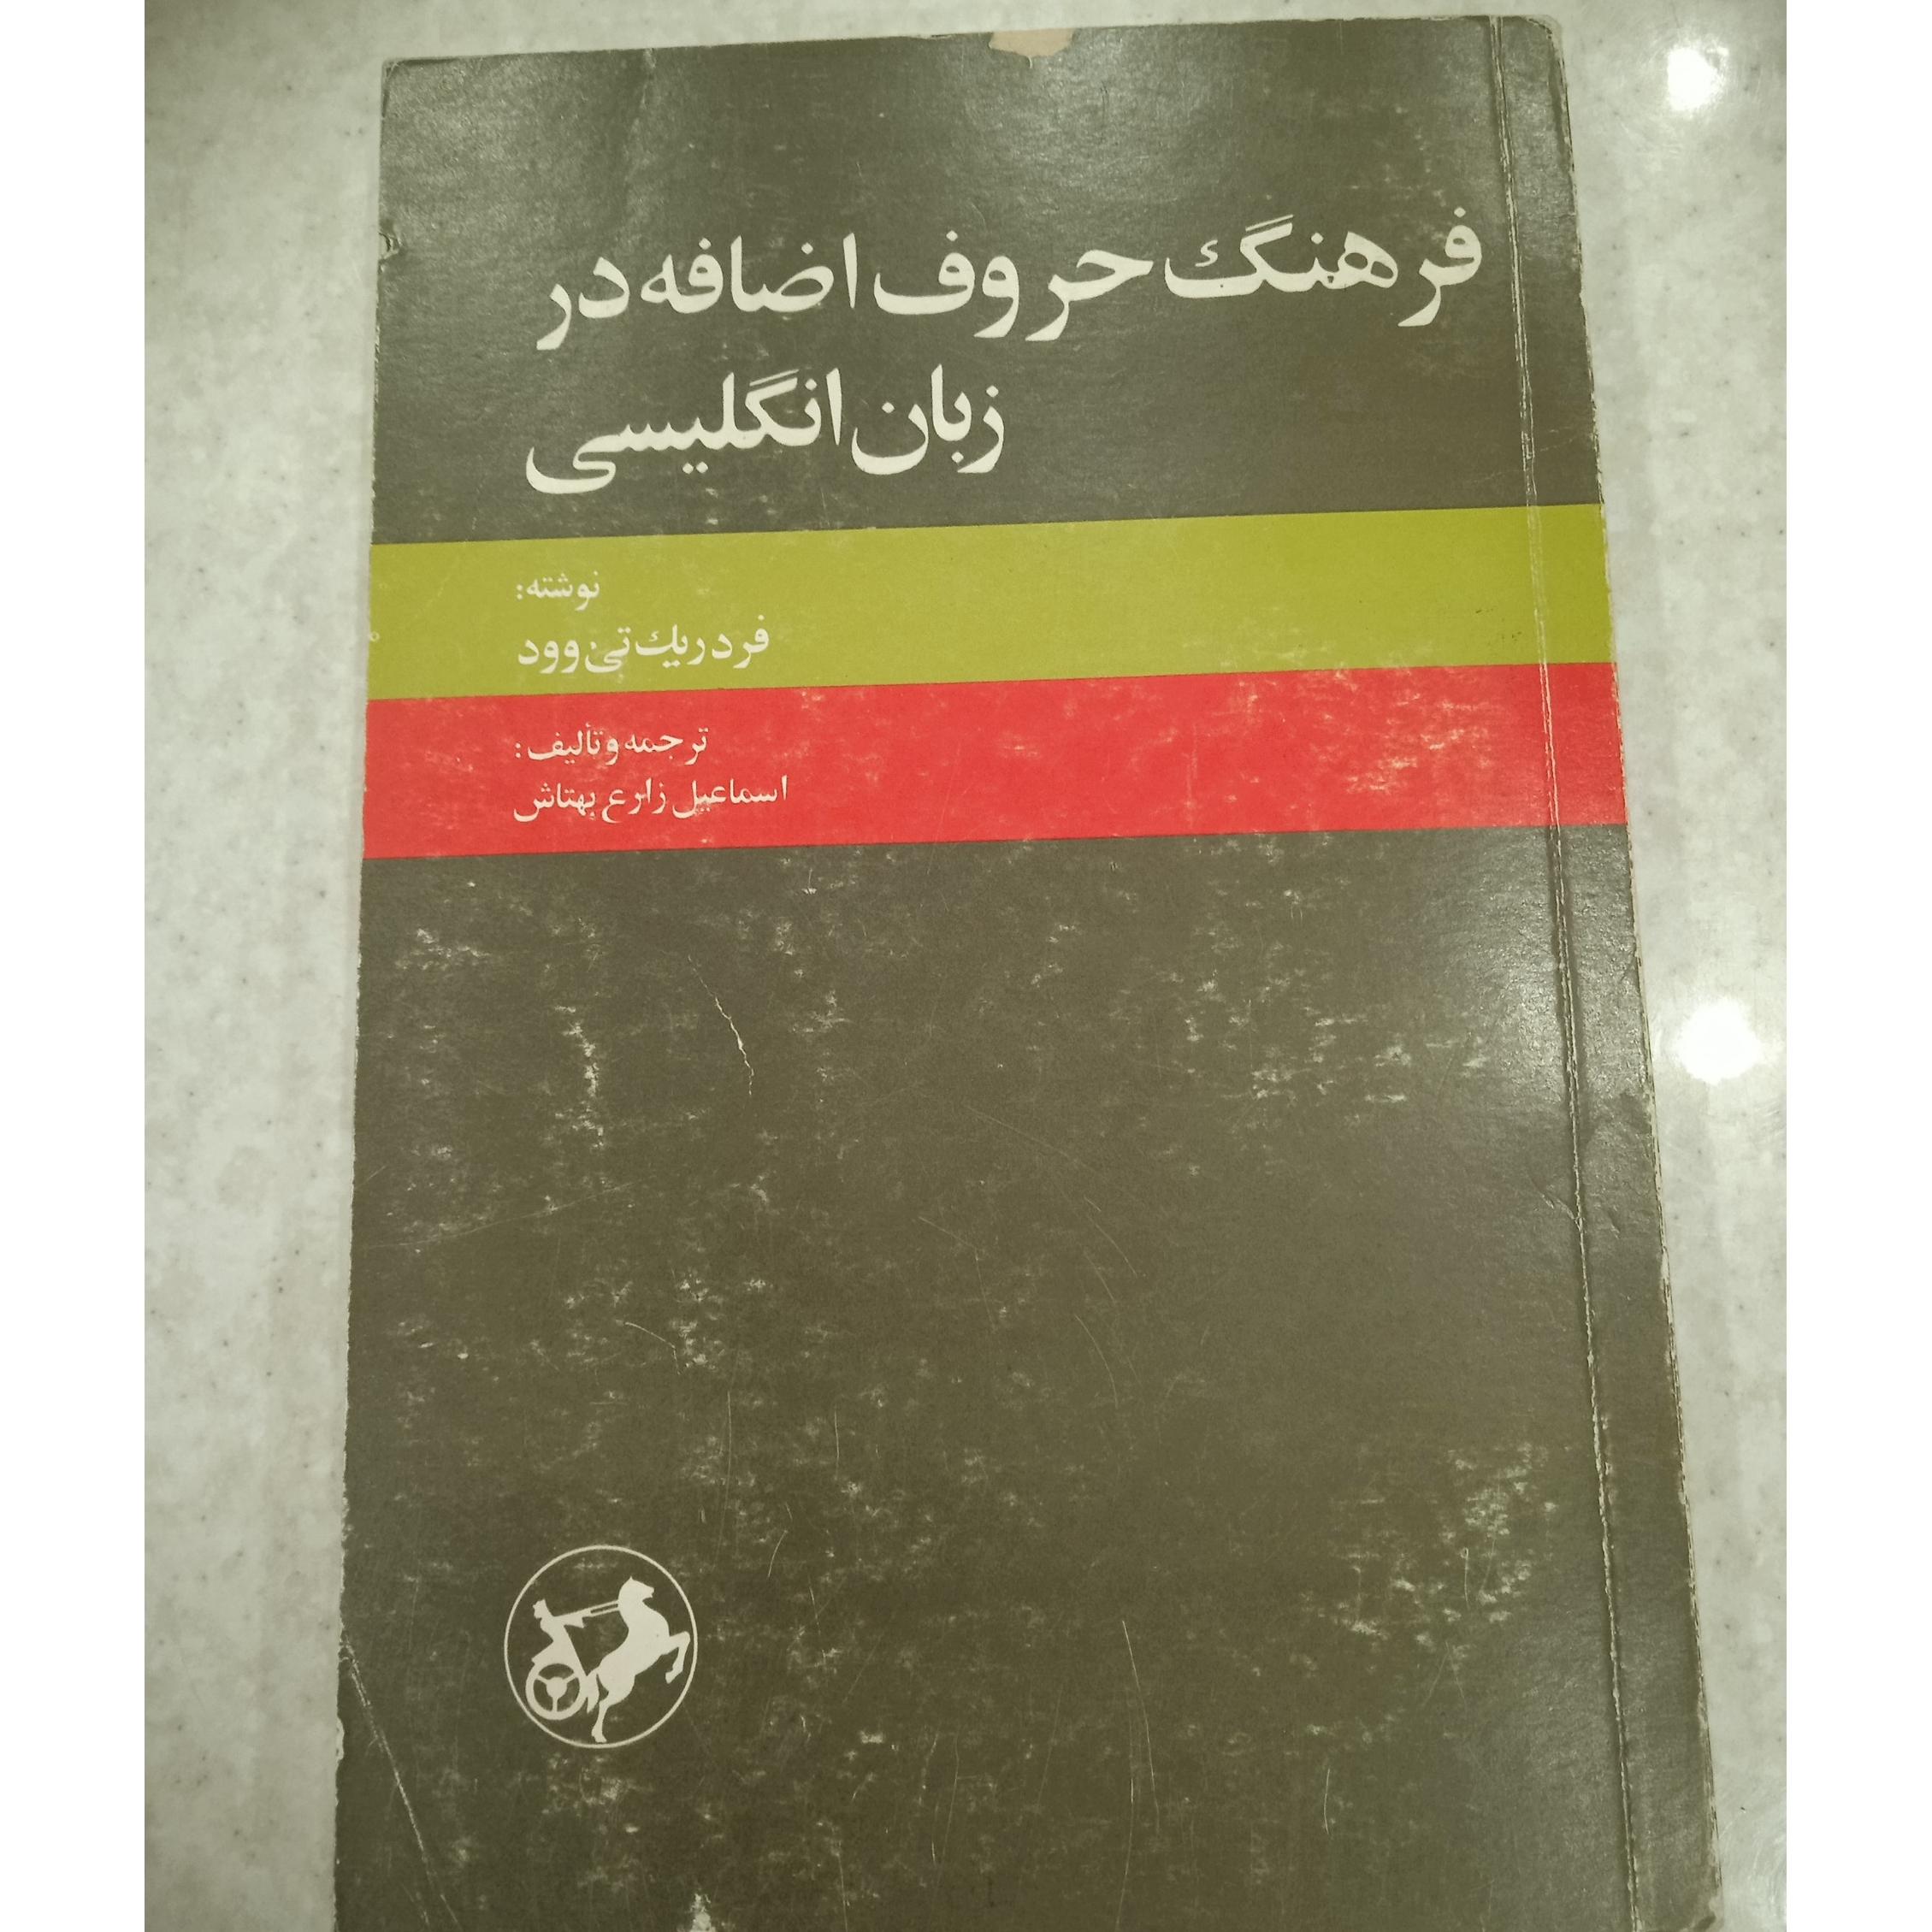 فرهنگ حروف اضافه در
زبان انگلیسی
نوشته:
فردریک تی وود
ترجمه و تألیف:
اسماعیل زارع بهتاش